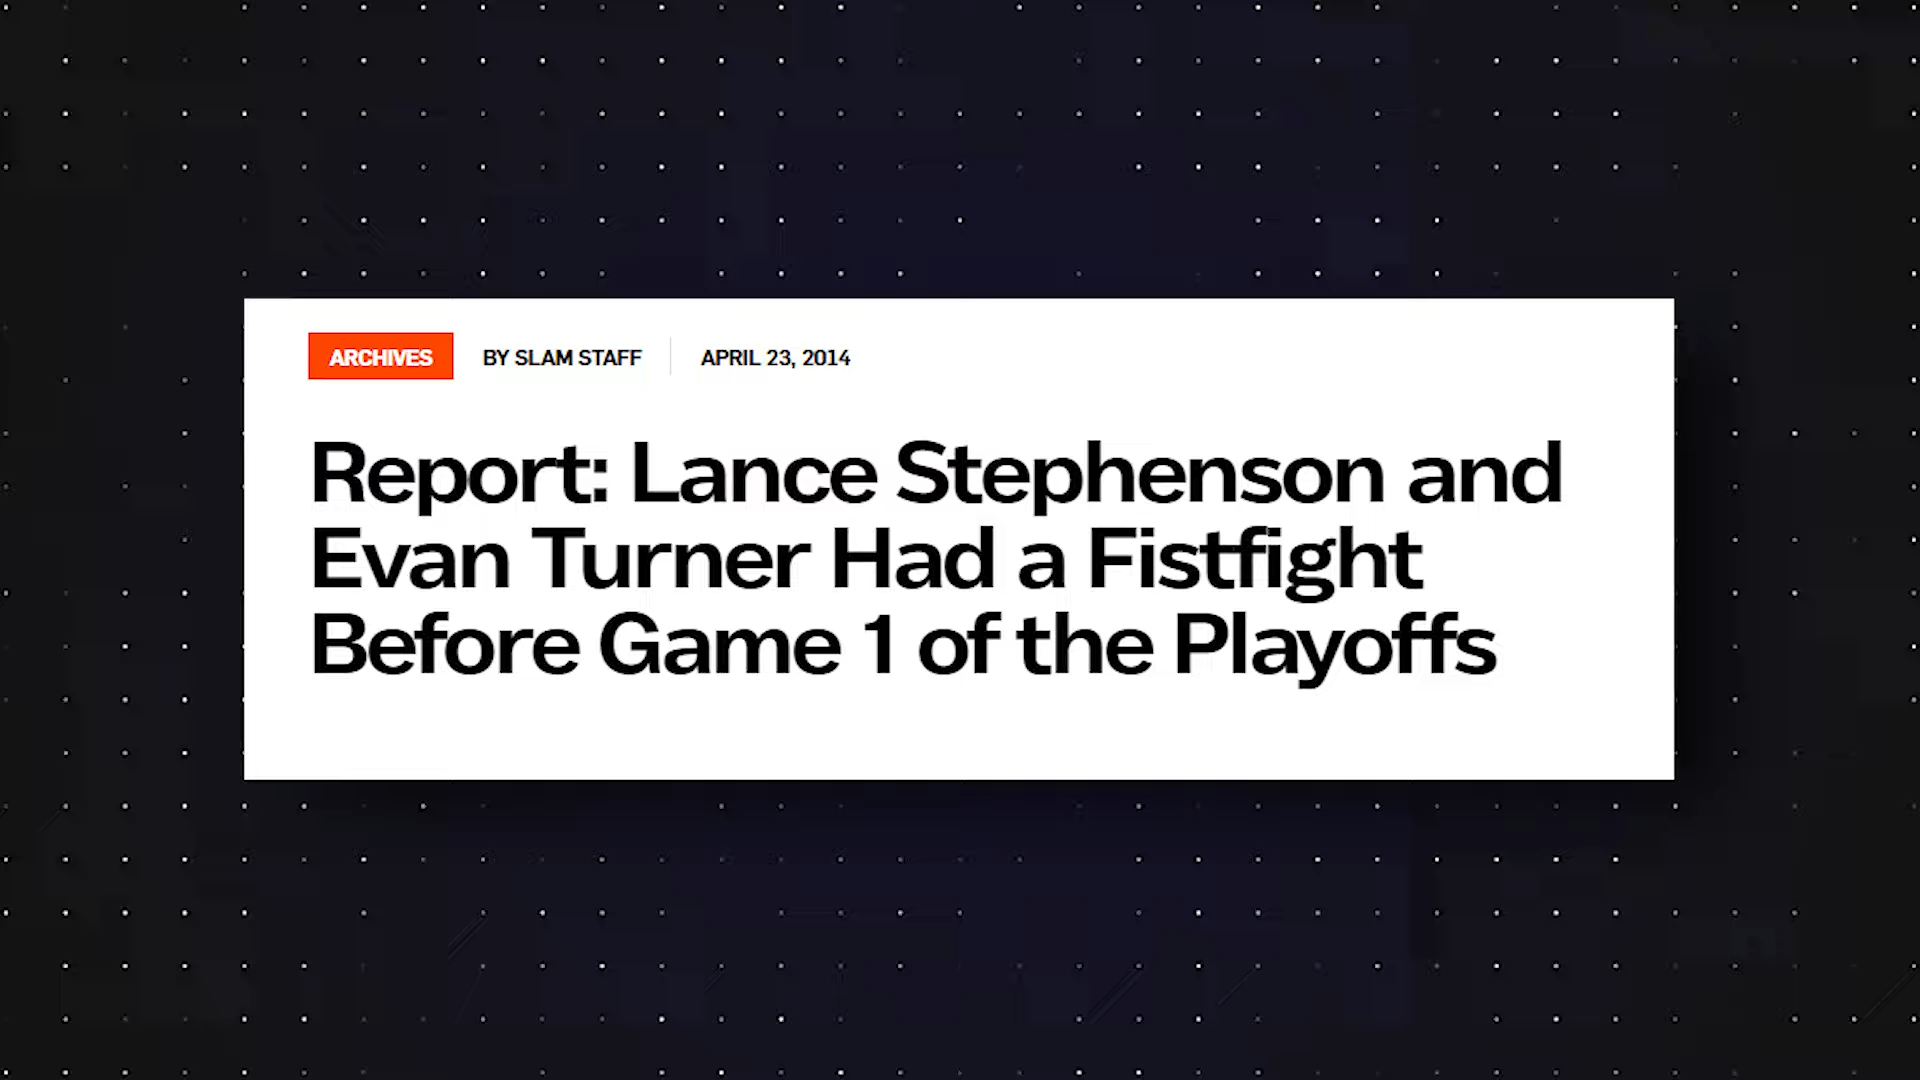 ARCHIVES BY SLAM STAFF APRIL 23, 2014
Report: Lance Stephenson and
Evan Turner Had a Fistfight
Before Game 1 of the Playoffs